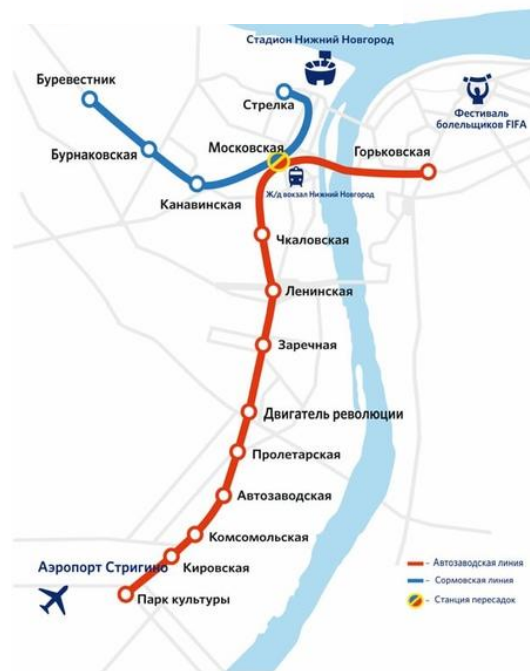 Стадион Нижний Новгород
Буревестник
Стрелка
Фестиваль
болельщиков FIFA
Бурнаковская
Московская
Горьковская
Канавинская
Ж/д вокзал Нижний Новгород
Чкаловская
Ленинская
Заречная
Двигатель революции
Пролетарская
Автозаводская
Комсомольская
Аэропорт Стригино
Кировская
Парк культуры
- Автозаводская линия
- Сормовская линия
- Станция пересадок